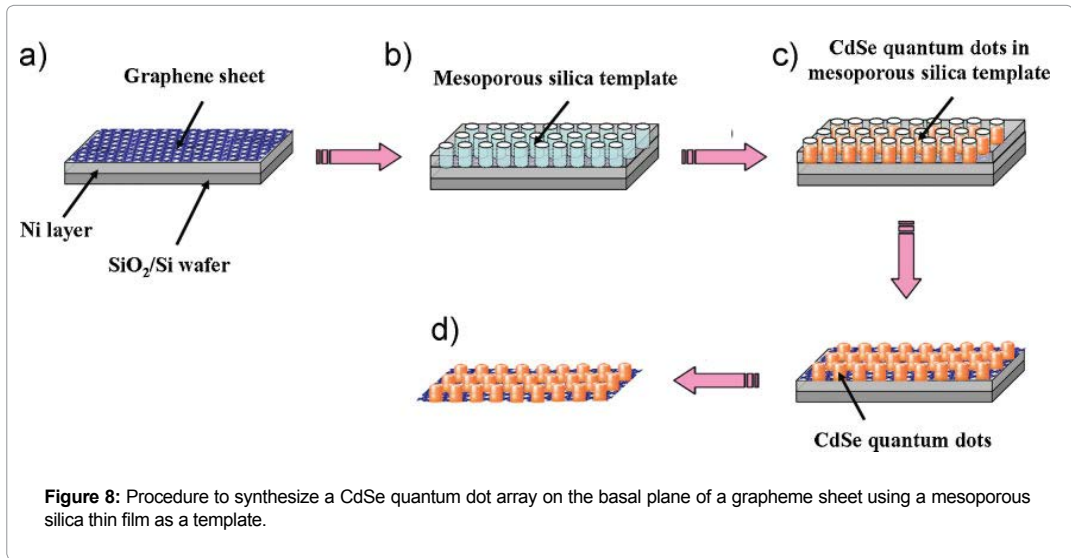 a)
Graphene sheet
Ni layer
SiO₂/Si wafer
b)
Mesoporous silica template
c)
CdSe quantum dots in
mesoporous silica template
d)
CdSe quantum dots
Figure 8: Procedure to synthesize a CdSe quantum dot array on the basal plane of a grapheme sheet using a mesoporous
silica thin film as a template.